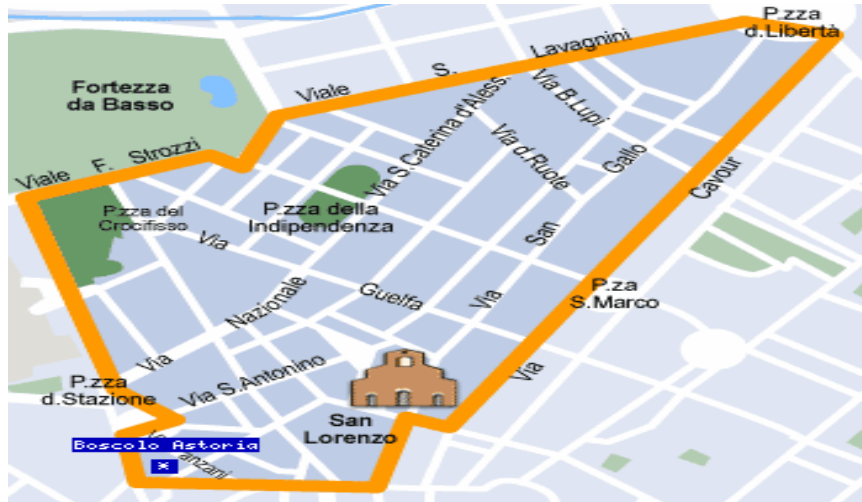 P.zza
d.Libertà
Viale S. Lavagnini
Fortezza
da Basso
Via B.Lupi
Via S.Caterina d'Aless.
Viale F. Strozzi
Via d.Ruote
Via San Gallo
Via Cavour
P.zza del
Crocifisso
P.zza della
Indipendenza
Via Guelfa
P.za
S.Marco
Via Nazionale
P.zza
d.Stazione
Via S.Antonino
San
Lorenzo
Boscolo Astoria
*